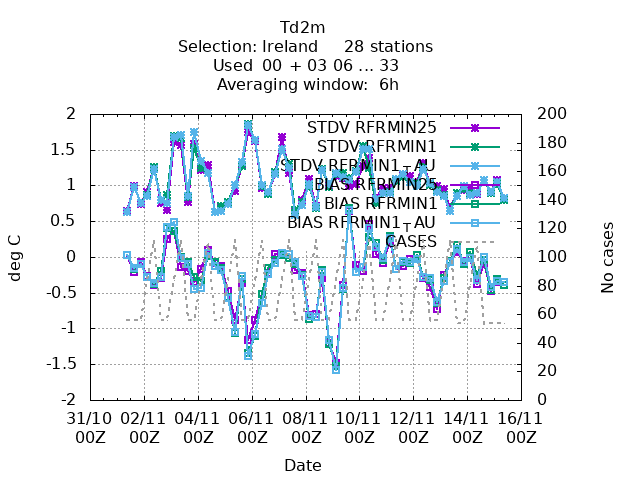 Td2m
Selection: Ireland 28 stations
Used 00 + 03 06 ... 33
Averaging window: 6h
2
1.5
1
0.5
0
-0.5
-1
-1.5
-2
deg C
200
180
160
140
120
100
80
60
40
20
0
No cases
STDV RFRMIN25
STDV RFRMIN1
STDV RFRMIN1_AU
BIAS RFRMIN25
BIAS RFRMIN1
BIAS RFRMIN1_AU
CASES
31/10 02/11 04/11 06/11 08/11 10/11 12/11 14/11 16/11
00Z 00Z 00Z 00Z 00Z 00Z 00Z 00Z 00Z
Date